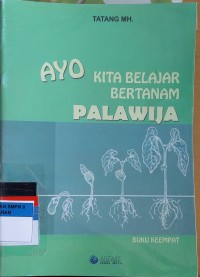 TATANG MH.
AYO
KITA BELAJAR
BERTANAM
PALAWIJA
BUKU KEEMPAT